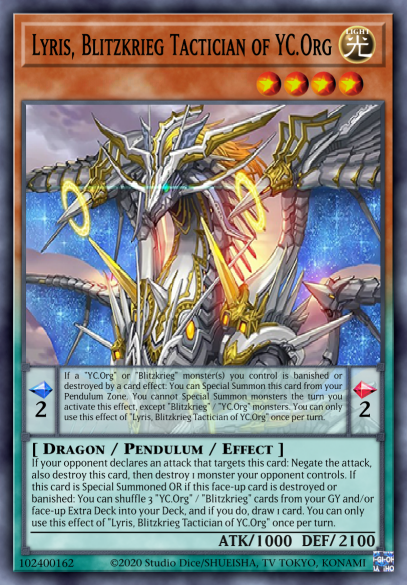 Lyris, Blitzkrieg Tactician of YC.Org
LIGHT
光
If a "YC.Org" or "Blitzkrieg" monster(s) you control is banished or
destroyed by a card effect: You can Special Summon this card from your
Pendulum Zone. You cannot Special Summon monsters the turn you
activate this effect, except "Blitzkrieg" / "YC.Org" monsters. You can only
use this effect of "Lyris, Blitzkrieg Tactician of YC.Org" once per turn.
2
2
[ Dragon / Pendulum / Effect ]
If your opponent declares an attack that targets this card: Negate the attack,
also destroy this card, then destroy 1 monster your opponent controls. If
this card is Special Summoned OR if this face-up card is destroyed or
banished: You can shuffle 3 "YC.Org" / "Blitzkrieg" cards from your GY and/or
face-up Extra Deck into your Deck, and if you do, draw 1 card. You can only
use this effect of "Lyris, Blitzkrieg Tactician of YC.Org" once per turn.
ATK/1000 DEF/2100
102400162
©2020 Studio Dice/SHUEISHA, TV TOKYO, KONAMI